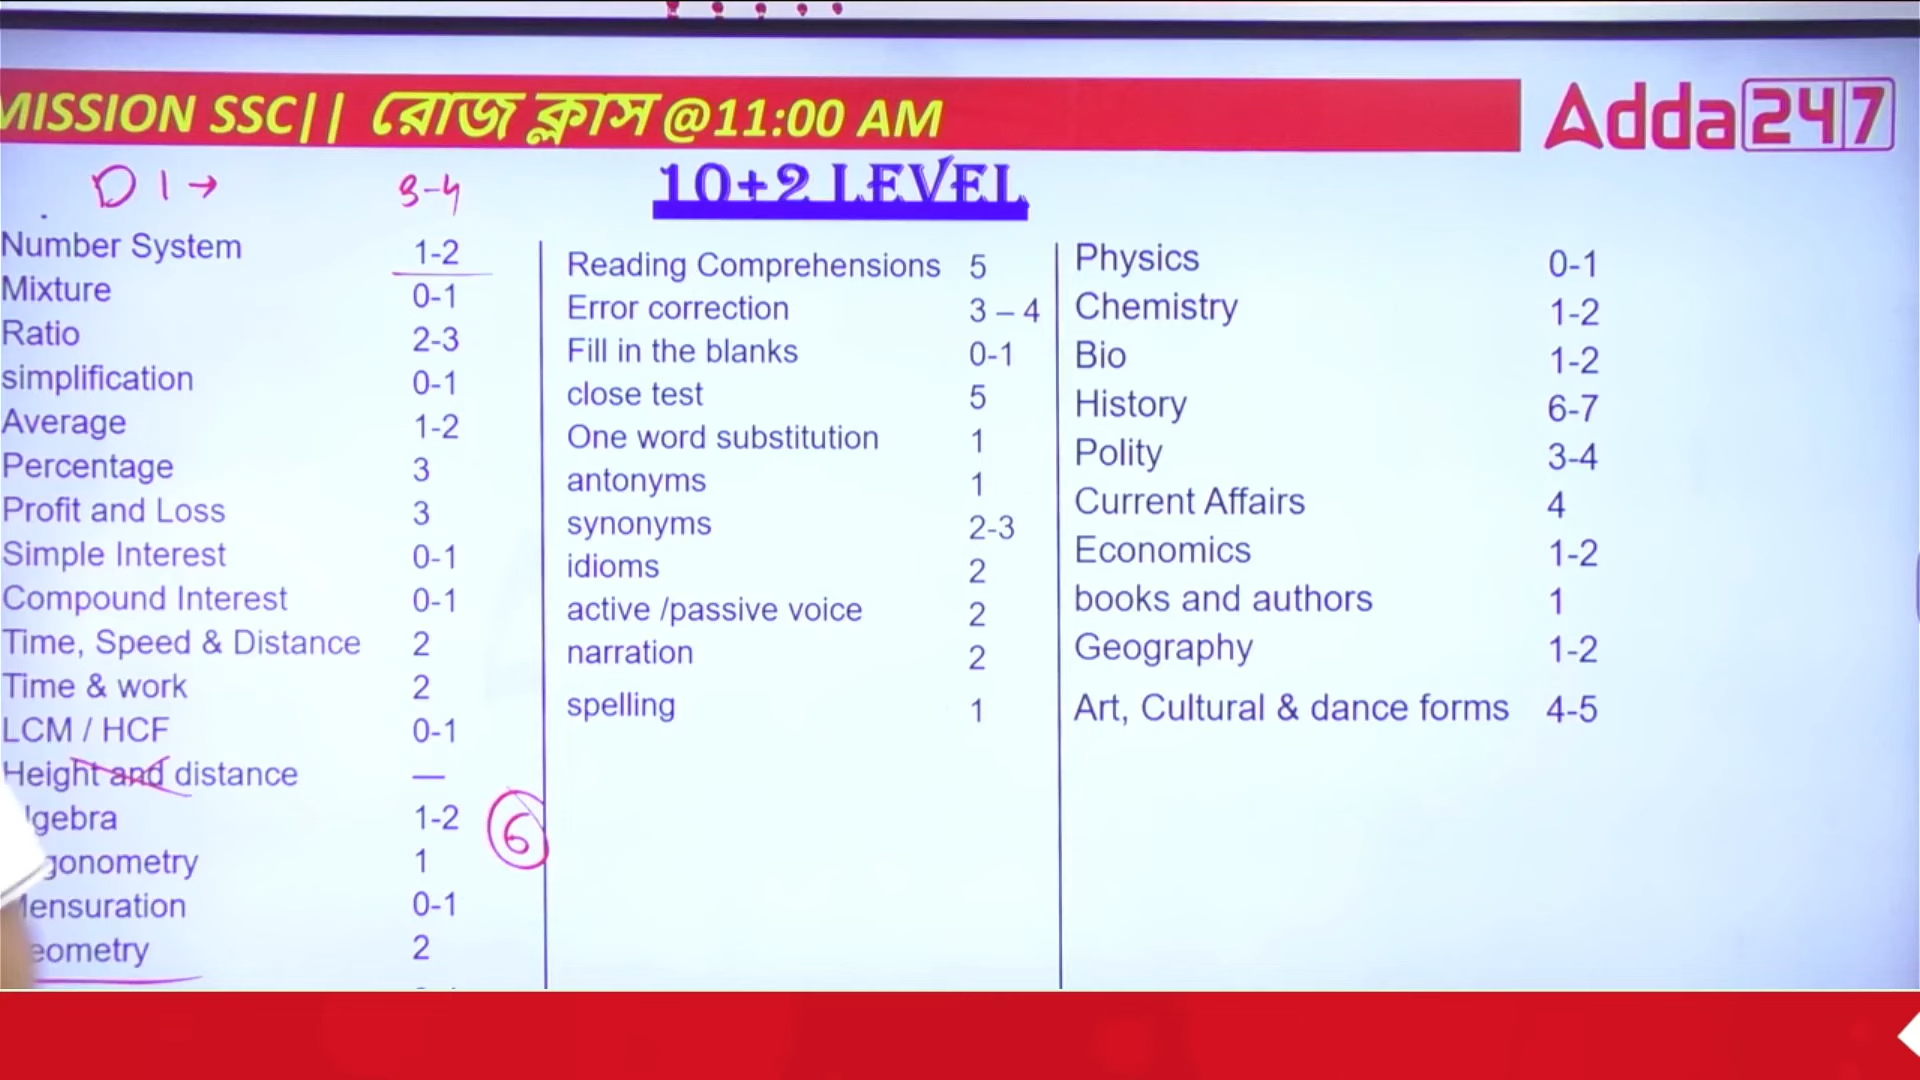 MISSION SSC|| রোজ ক্লাস @11:00 AM
Adda247
DI → 3-4
10+2 LEVEL
Number System 1-2
Mixture 0-1
Ratio 2-3
simplification 0-1
Average 1-2
Percentage 3
Profit and Loss 3
Simple Interest 0-1
Compound Interest 0-1
Time, Speed & Distance 2
Time & work 2
LCM / HCF 0-1
Height and distance —
lgebra 1-2
6
gonometry 1
ensuration 0-1
eometry 2
Reading Comprehensions 5
Error correction 3 – 4
Fill in the blanks 0-1
close test 5
One word substitution 1
antonyms 1
synonyms 2-3
idioms 2
active /passive voice 2
narration 2
spelling 1
Physics 0-1
Chemistry 1-2
Bio 1-2
History 6-7
Polity 3-4
Current Affairs 4
Economics 1-2
books and authors 1
Geography 1-2
Art, Cultural & dance forms 4-5